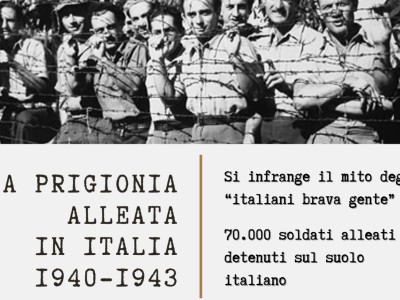 A PRIGIONIA
ALLEATA
IN ITALIA
1940-1943
Si infrange il mito deg
“italiani brava gente”
70.000 soldati alleati
detenuti sul suolo
italiano